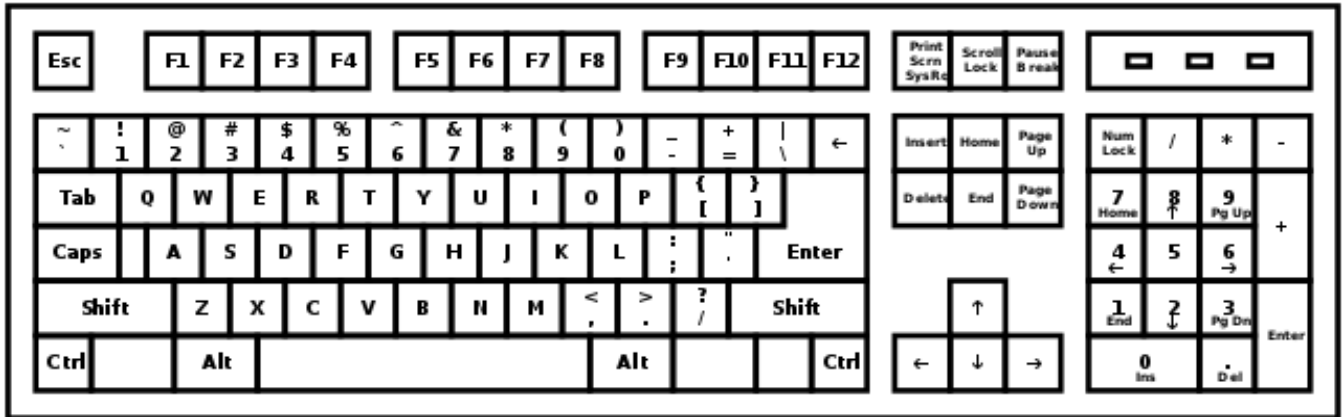 Esc F1 F2 F3 F4 F5 F6 F7 F8 F9 F10 F11 F12 Print Scroll Pause
Scrn Lock Break
SysRq
~ ! @ # $ % ^ & * ( ) _ + | ← Insert Home Page Num / * -
` 1 2 3 4 5 6 7 8 9 0 - = \ Up Lock
Tab Q W E R T Y U I O P { } Delete End Page 7 8 9 +
[ ] Down Home ↑ Pg Up
Caps A S D F G H J K L : " Enter 4 5 6
; ' ← →
Shift Z X C V B N M < > ? Shift ↑ 1 2 3 Enter
, . / End ↓ Pg Dn
Ctrl Alt Alt Ctrl ← ↓ → 0 .
Ins Del